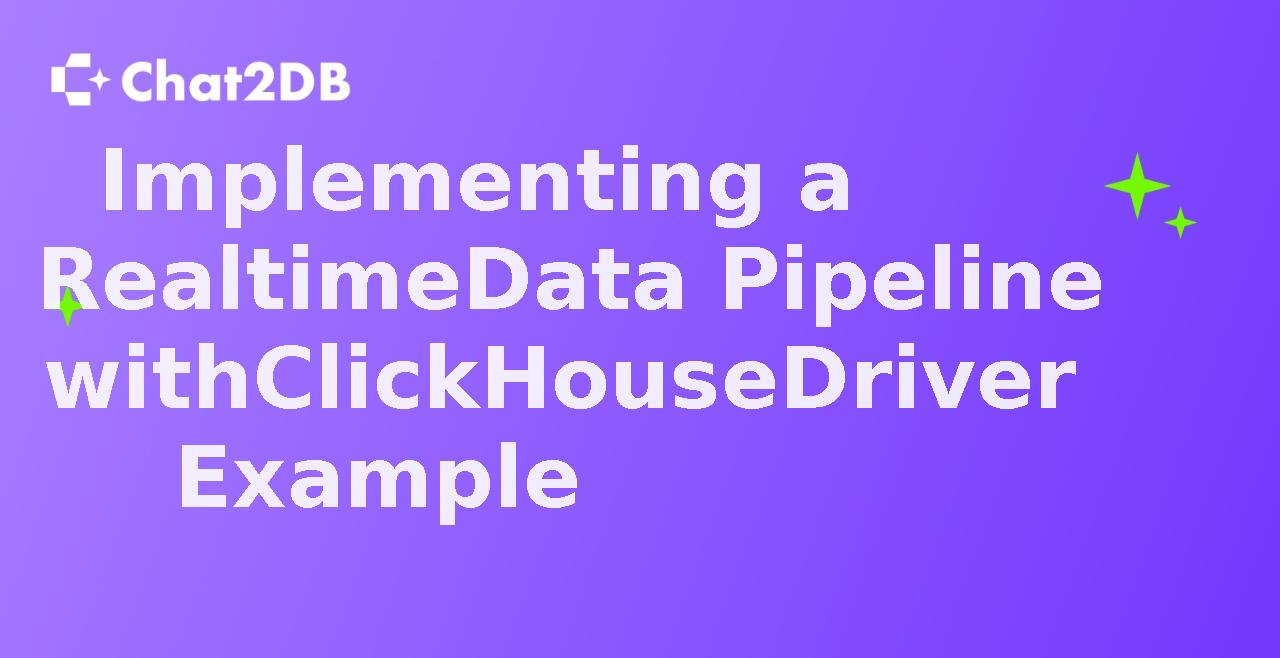 Chat2DB
Implementing a
RealtimeData Pipeline
withClickHouseDriver
Example